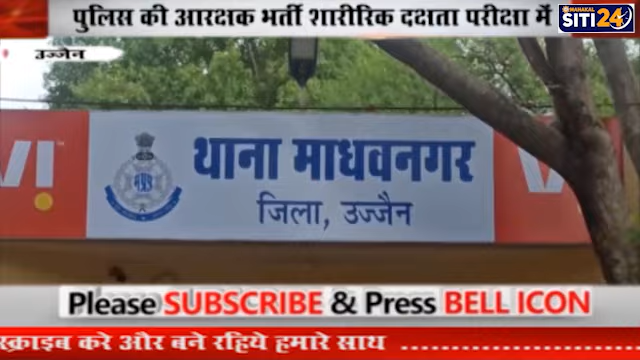 पुलिस की आरक्षक भर्ती शारीरिक दक्षता परीक्षा में
MAHAKAL
SITI24
उज्जैन
थाना माधवनगर
जिला, उज्जैन
Please SUBSCRIBE & Press BELL ICON
स्क्राइब करे और बने रहिये हमारे साथ